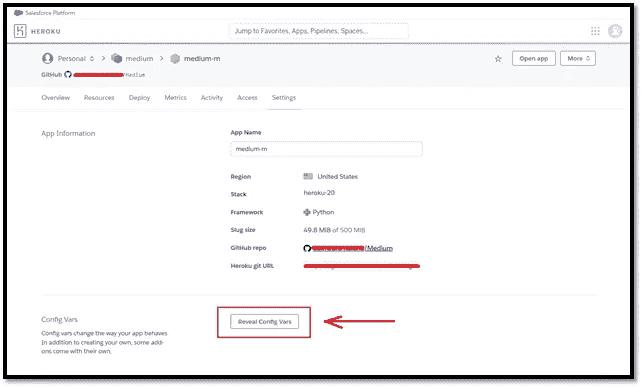 Salesforce Platform
HEROKU
Jump to Favorites, Apps, Pipelines, Spaces...
Personal medium medium-m
Open app More
GitHub /Medium
Overview Resources Deploy Metrics Activity Access Settings
App Information
App Name
medium-m
Region United States
Stack heroku-20
Framework Python
Slug size 49.8 MiB of 500 MiB
GitHub repo /Medium
Heroku git URL
Config Vars
Config vars change the way your app behaves
In addition to creating your own, some add-
ons come with their own.
Reveal Config Vars